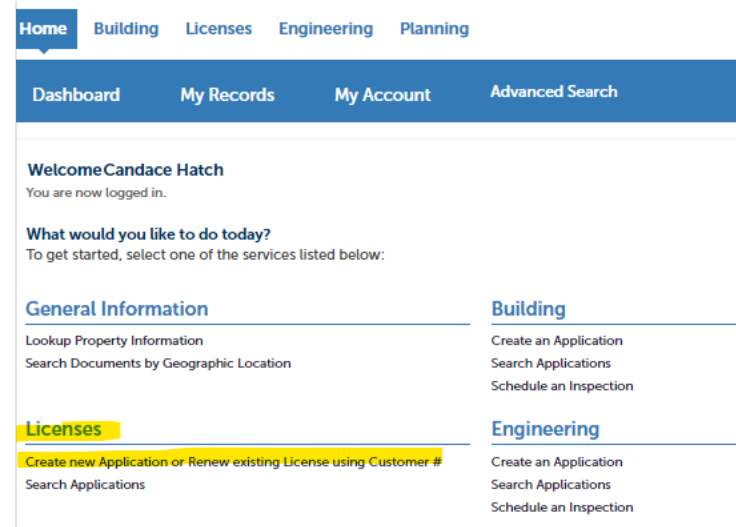 Home Building Licenses Engineering Planning
Dashboard My Records My Account Advanced Search
WelcomeCandace Hatch
You are now logged in.
What would you like to do today?
To get started, select one of the services listed below:
General Information
Lookup Property Information
Search Documents by Geographic Location
Building
Create an Application
Search Applications
Schedule an Inspection
Licenses
Create new Application or Renew existing License using Customer #
Search Applications
Engineering
Create an Application
Search Applications
Schedule an Inspection